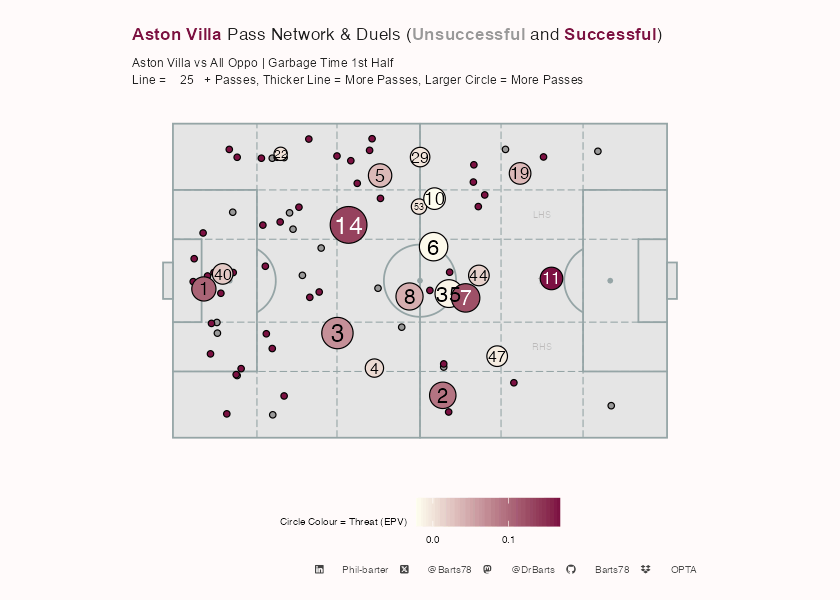 Aston Villa Pass Network & Duels (Unsuccessful and Successful)
Aston Villa vs All Oppo | Garbage Time 1st Half
Line = 25 + Passes, Thicker Line = More Passes, Larger Circle = More Passes
22
29
5
19
10
53
LHS
14
6
40
44
11
1
8
35
7
3
RHS
47
4
2
Circle Colour = Threat (EPV)
0.0 0.1
Phil-barter @Barts78 @DrBarts Barts78 OPTA